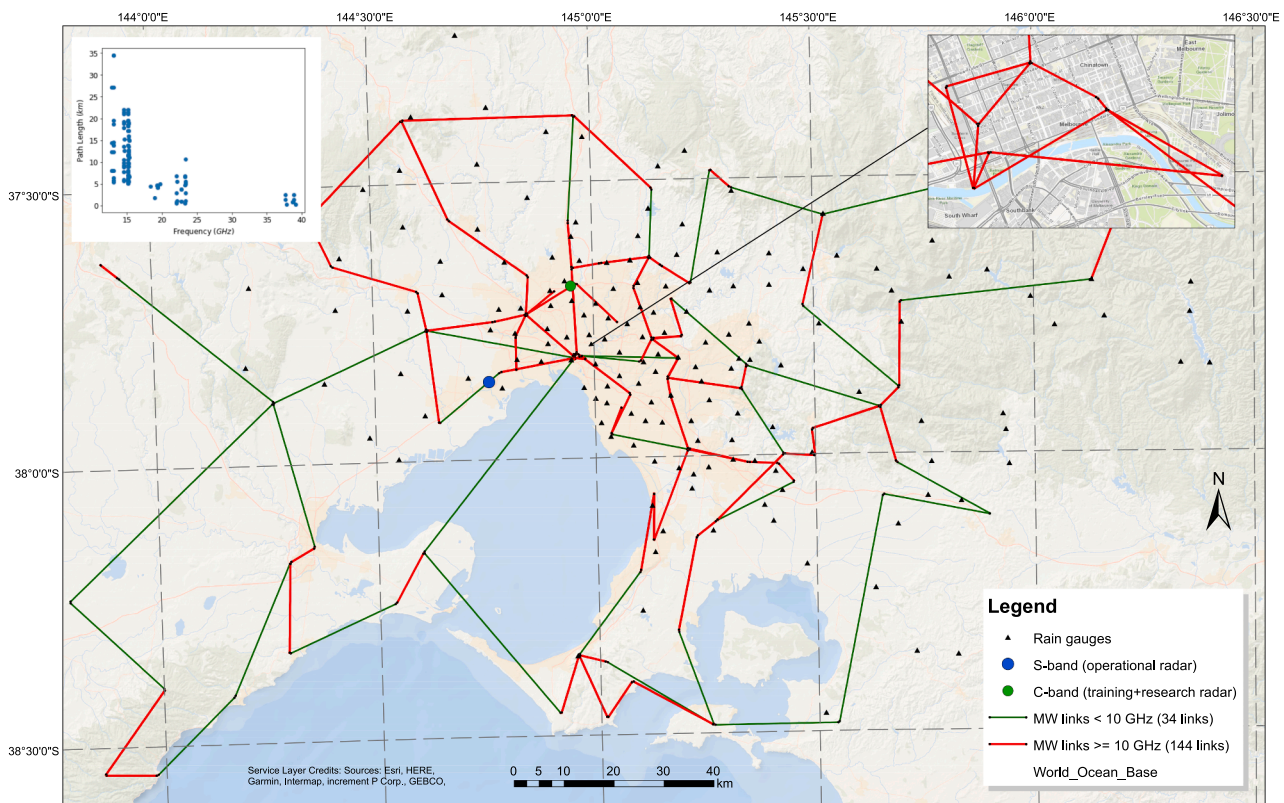 144°0'0"E
144°30'0"E
145°0'0"E
145°30'0"E
146°0'0"E
146°30'0"E
37°30'0"S
38°0'0"S
38°30'0"S
35
30
25
20
15
10
5
0
Path Length (km)
15
20
25
30
35
40
Frequency (GHz)
East
Melbourne
Chinatown
Melbourne
Jolimont
South Wharf
Southbank
N
Legend
Rain gauges
S-band (operational radar)
C-band (training+research radar)
MW links < 10 GHz (34 links)
MW links >= 10 GHz (144 links)
World_Ocean_Base
Service Layer Credits: Sources: Esri, HERE,
Garmin, Intermap, increment P Corp., GEBCO,
0 5 10 20 30 40
km